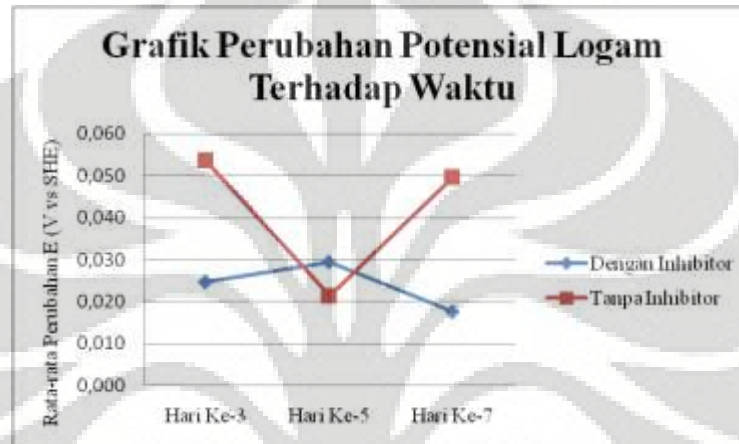 Grafik Perubahan Potensial Logam
Terhadap Waktu
Rata-rata Perubahan E (V vs SHE)
0,060
0,050
0,040
0,030
0,020
0,010
0,000
Hari Ke-3 Hari Ke-5 Hari Ke-7
Dengan Inhibitor
Tanpa Inhibitor